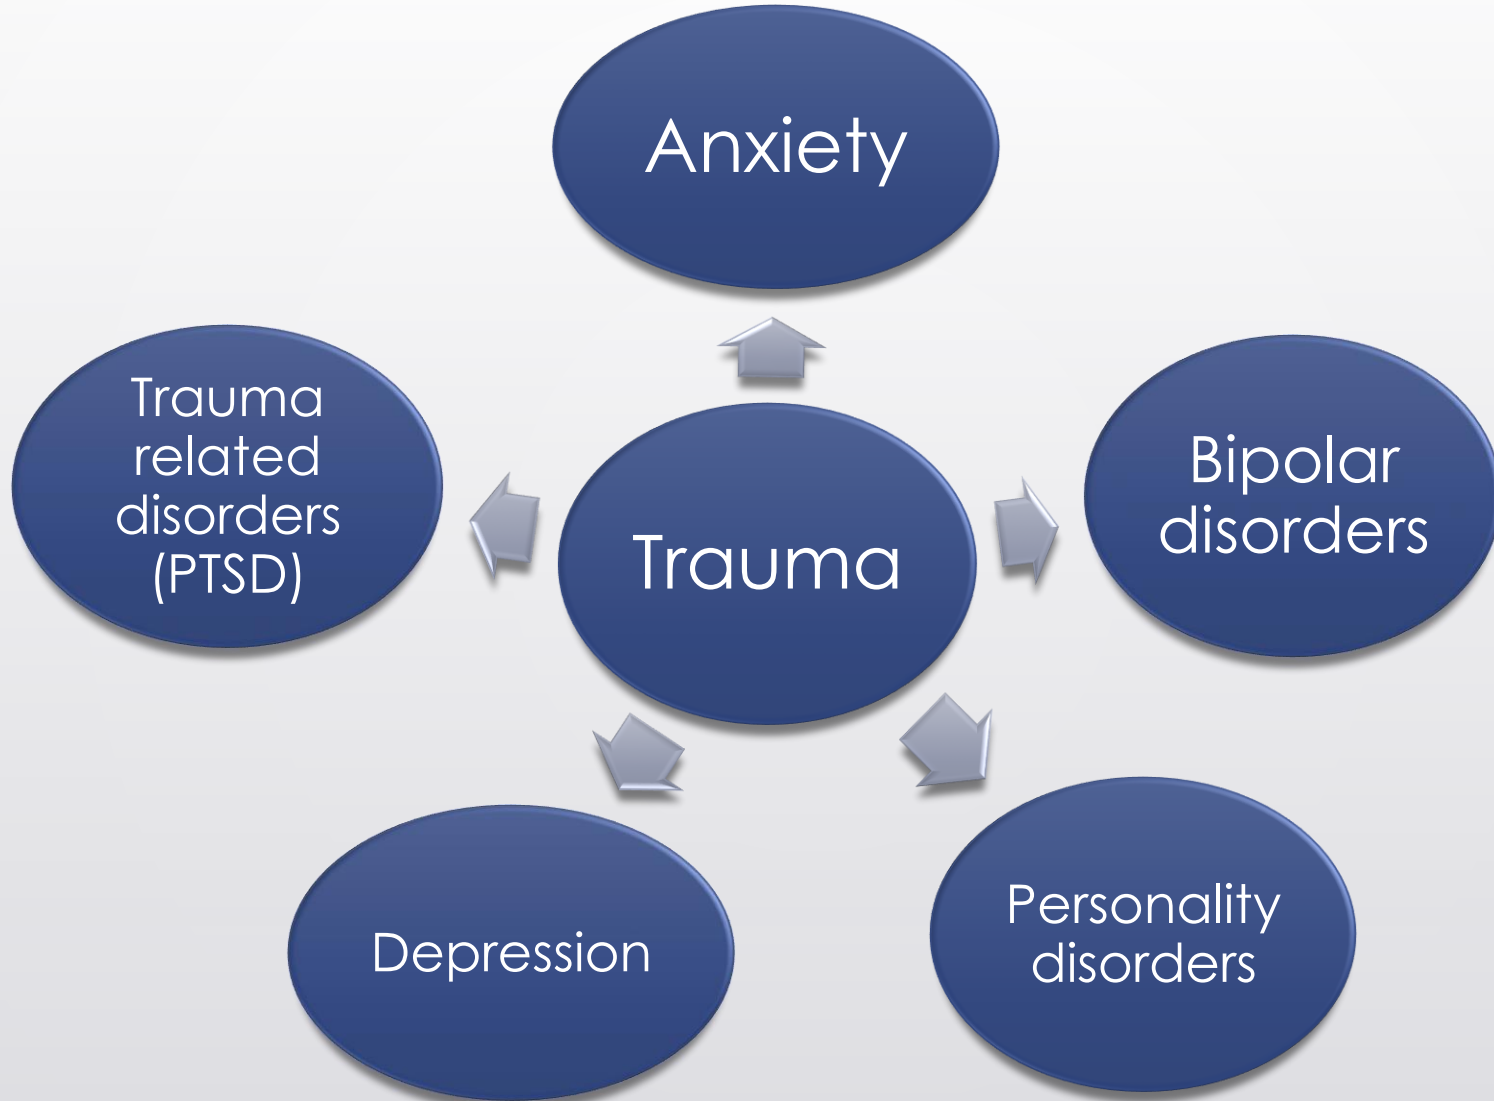 Anxiety
Trauma
related
disorders
(PTSD)
Trauma
Bipolar
disorders
Depression
Personality
disorders